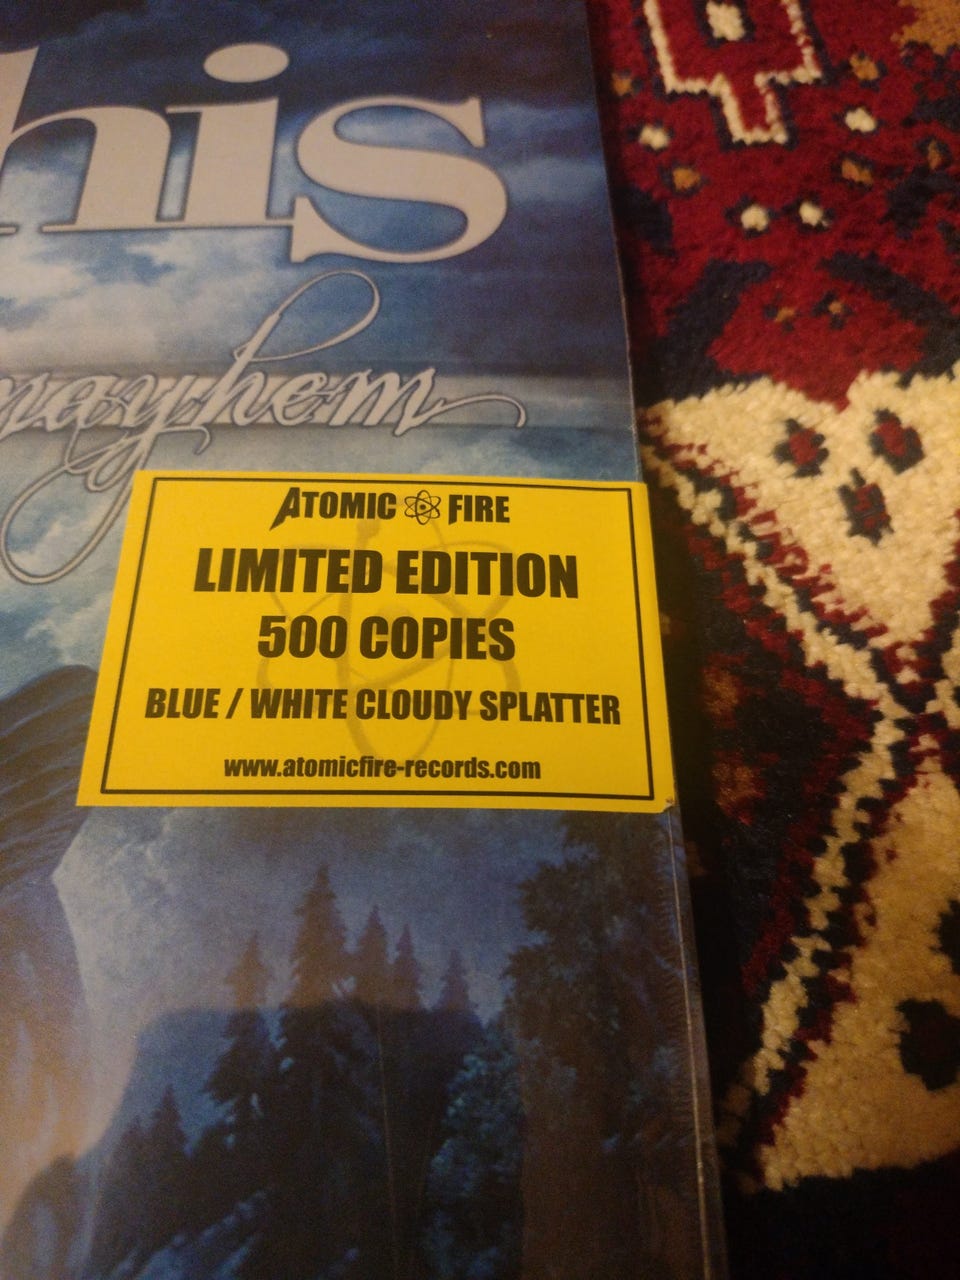 his
mayhem
ATOMIC FIRE
LIMITED EDITION
500 COPIES
BLUE / WHITE CLOUDY SPLATTER
www.atomicfire-records.com